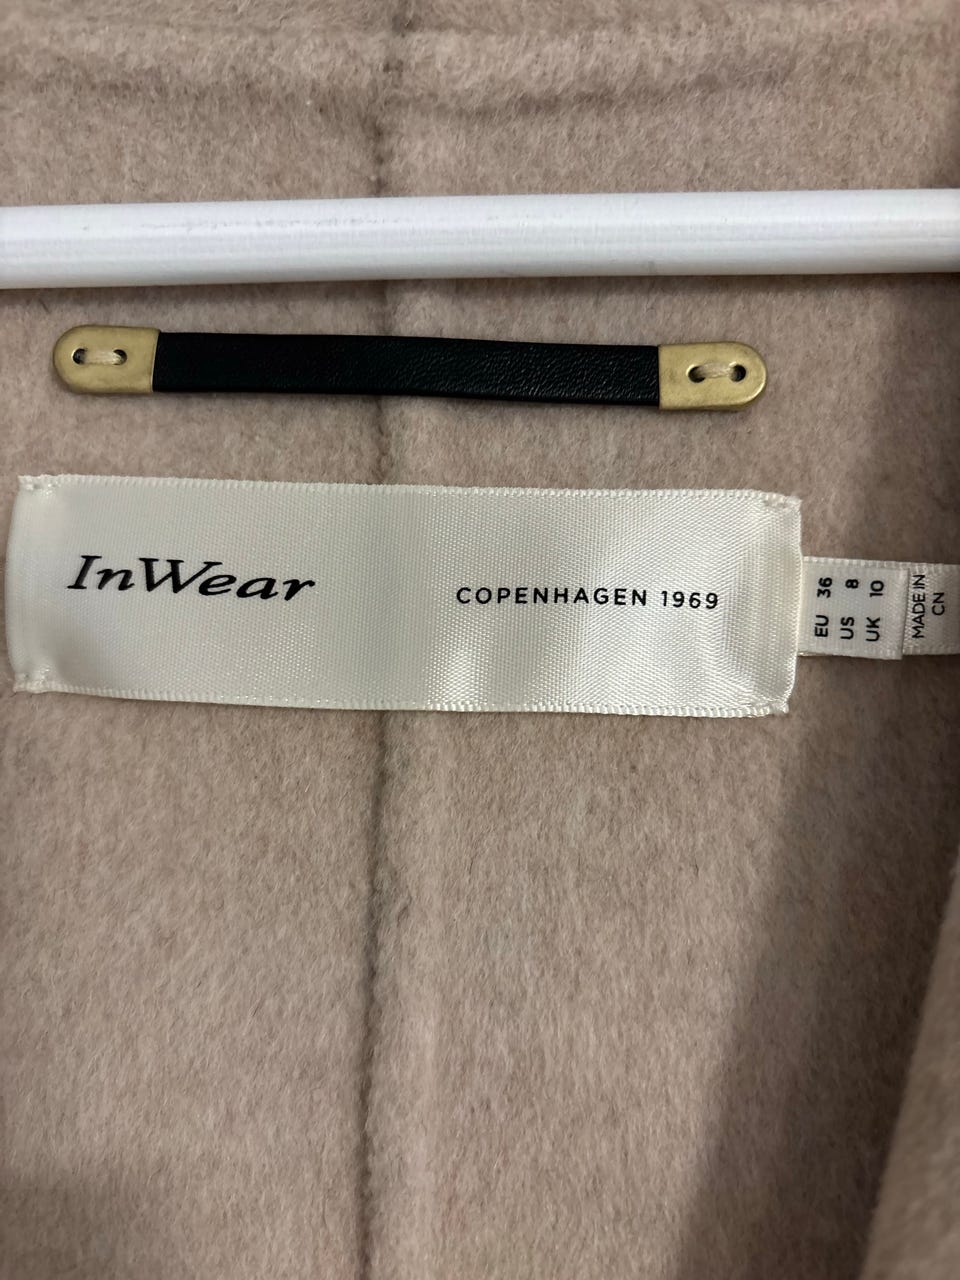 InWear
COPENHAGEN 1969
EU 36
US 8
UK 10
MADE IN
CN